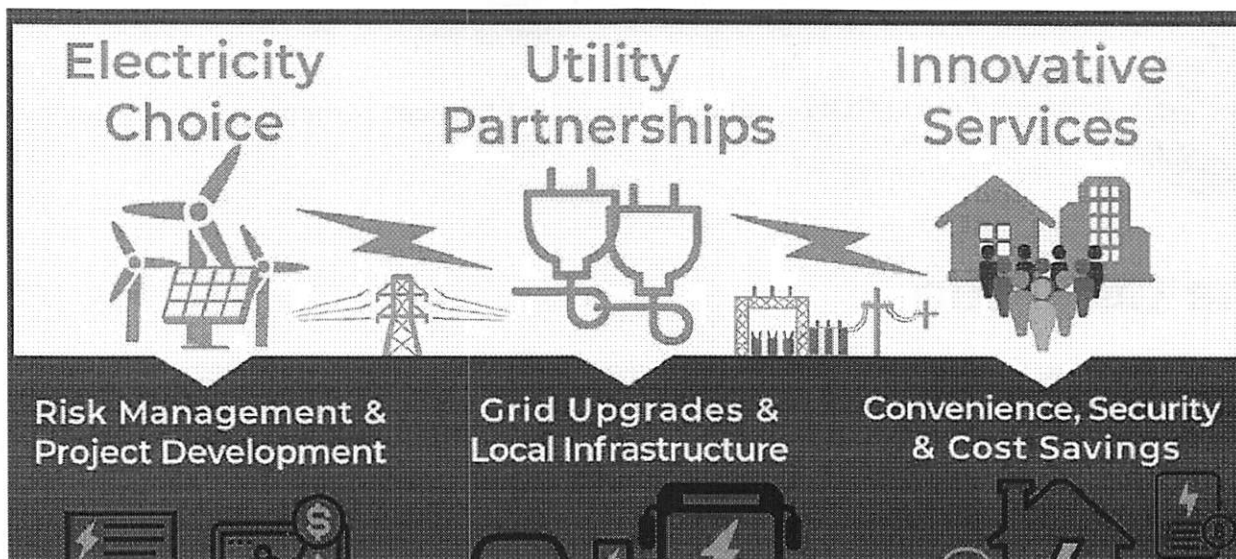 Electricity
Choice
Utility
Partnerships
Innovative
Services
Risk Management &
Project Development
Grid Upgrades &
Local Infrastructure
Convenience, Security
& Cost Savings
$